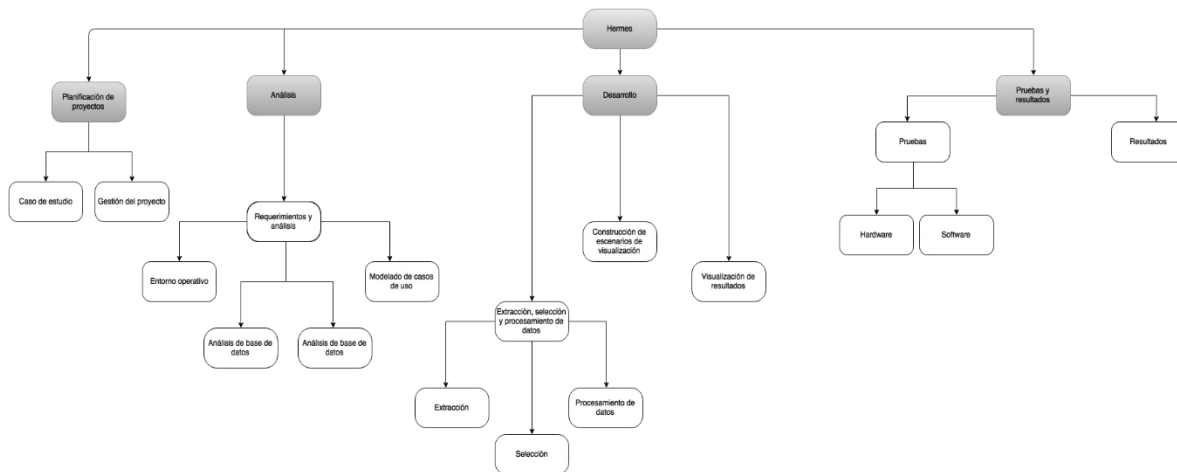 Hermes
Planificación de
proyectos
Análisis
Desarrollo
Pruebas y
resultados
Pruebas
Resultados
Caso de estudio
Gestión del proyecto
Requerimientos y
análisis
Construcción de
escenarios de
visualización
Hardware
Software
Entorno operativo
Modelado de casos
de uso
Visualización de
resultados
Extracción, selección
y procesamiento de
datos
Análisis de base de
datos
Análisis de base de
datos
Extracción
Procesamiento de
datos
Selección